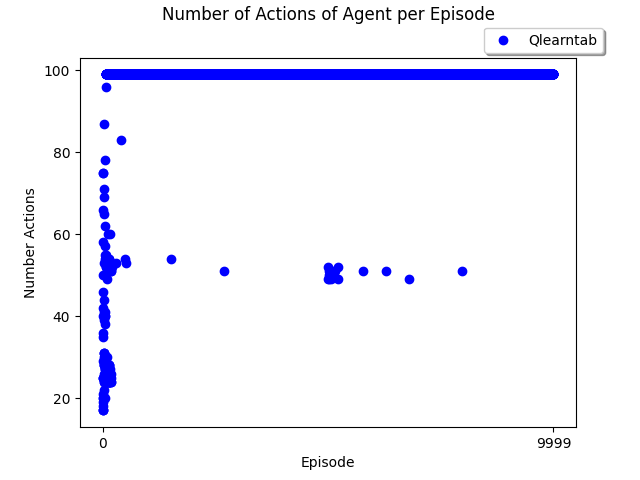 Number of Actions of Agent per Episode
Qlearntab
100
80
60
40
20
Number Actions
0
9999
Episode